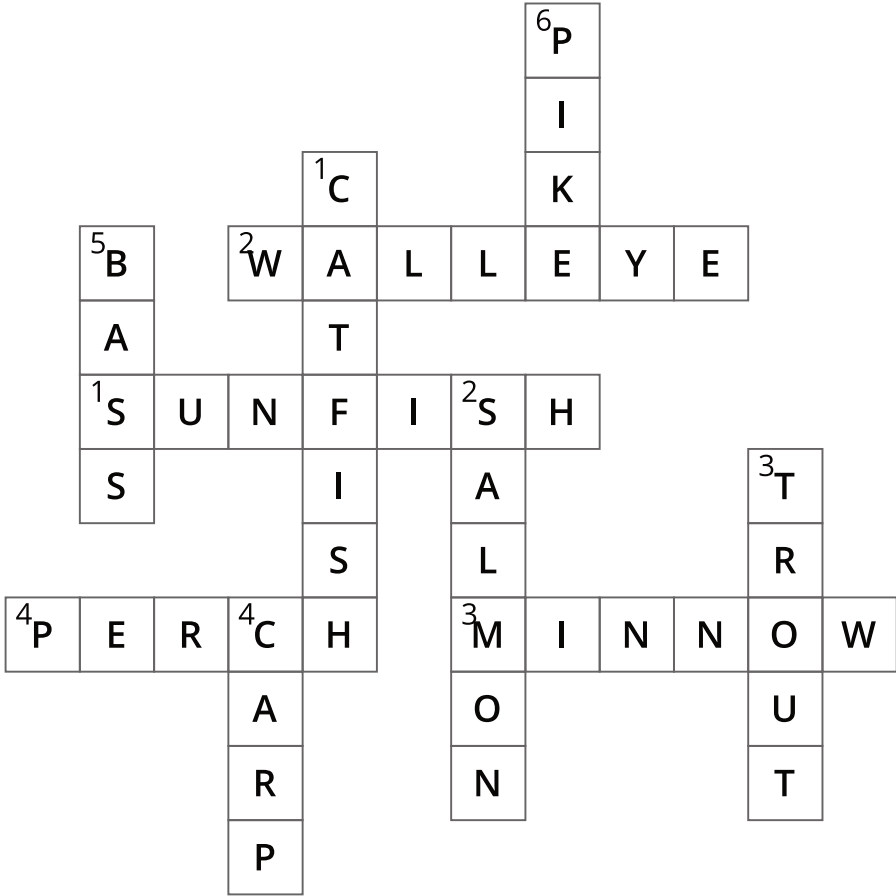 6P
I
1C K
5B 2W A L L E Y E
A T
1S U N F I 2S H
S I A 3T
S L R
4P E R 4C H 3M I N N O W
A O U
R N T
P